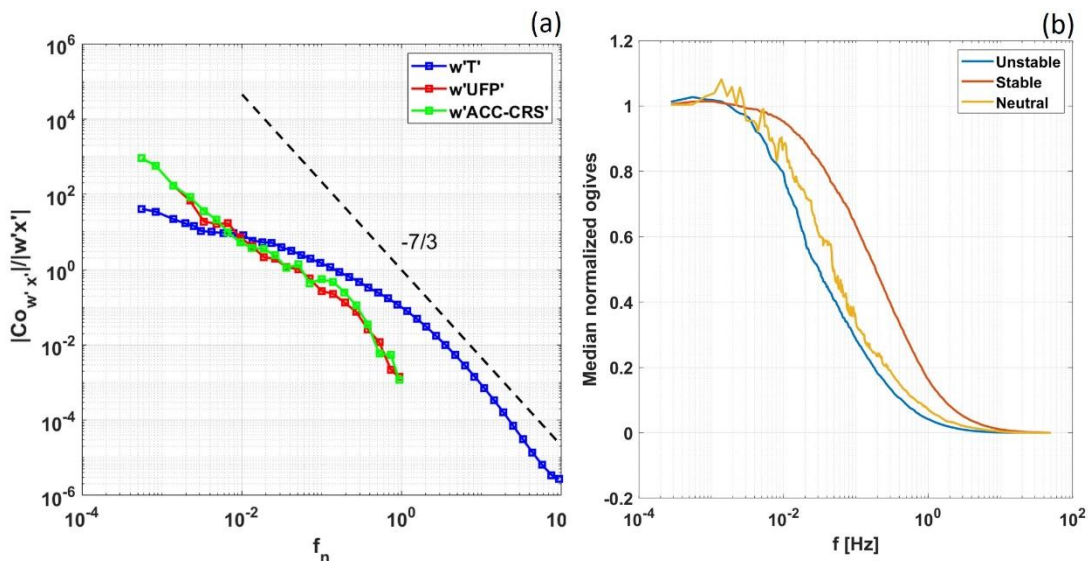 (a)
|Co_{w' x'}|/|w'x'|
10^6
10^4
10^2
10^0
10^{-2}
10^{-4}
10^{-6}
w'T'
w'UFP'
w'ACC-CRS'
-7/3
10^{-4}
10^{-2}
10^0
10
f_n
(b)
Median normalized ogives
1.2
1
0.8
0.6
0.4
0.2
0
-0.2
Unstable
Stable
Neutral
10^{-4}
10^{-2}
10^0
10^2
f [Hz]